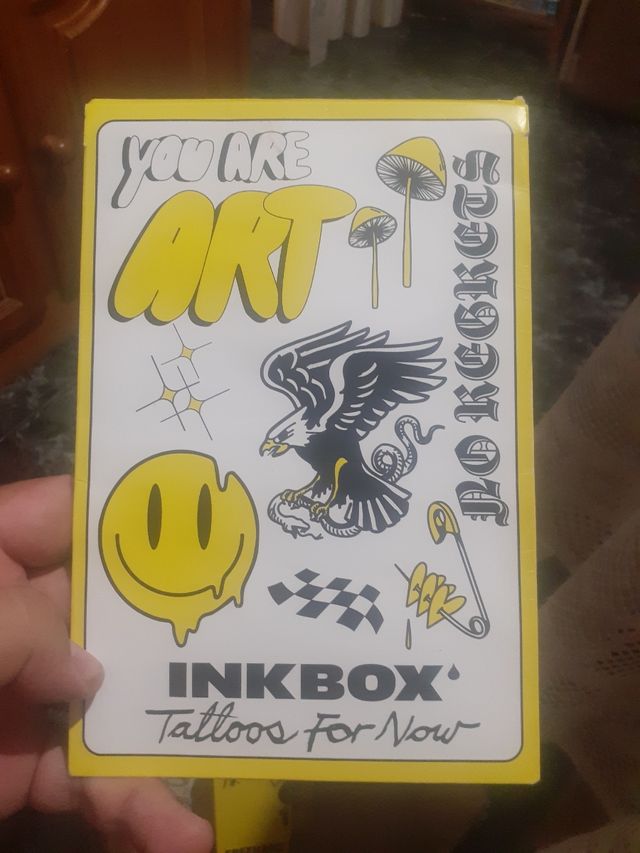 YOU ARE
ART
NO REGRETS
INKBOX
Tattoos For Now